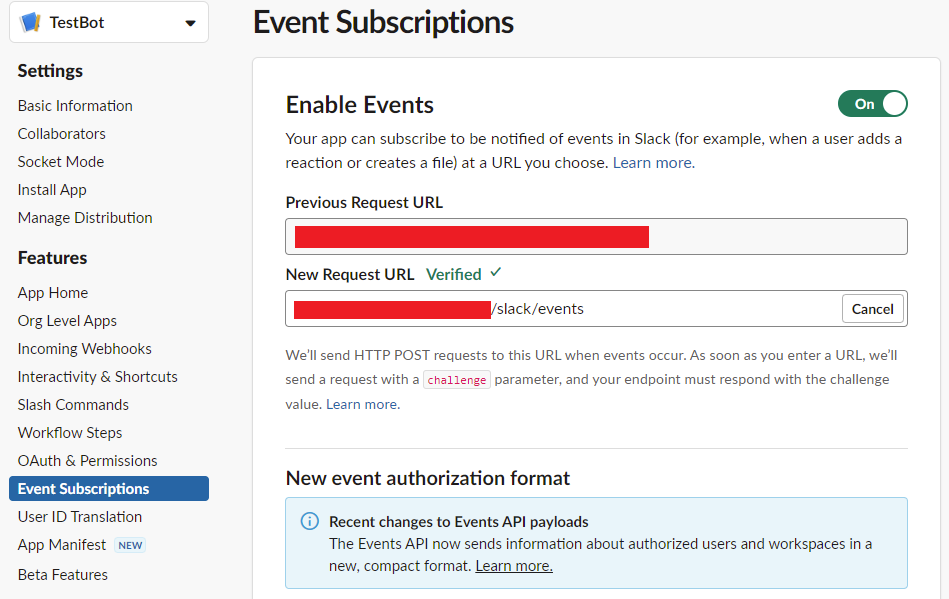 TestBot
Settings
Basic Information
Collaborators
Socket Mode
Install App
Manage Distribution
Features
App Home
Org Level Apps
Incoming Webhooks
Interactivity & Shortcuts
Slash Commands
Workflow Steps
OAuth & Permissions
Event Subscriptions
User ID Translation
App Manifest NEW
Beta Features
Event Subscriptions
Enable Events
On
Your app can subscribe to be notified of events in Slack (for example, when a user adds a
reaction or creates a file) at a URL you choose. Learn more.
Previous Request URL
New Request URL Verified ✓
/slack/events
Cancel
We’ll send HTTP POST requests to this URL when events occur. As soon as you enter a URL, we’ll
send a request with a challenge parameter, and your endpoint must respond with the challenge
value. Learn more.
New event authorization format
Recent changes to Events API payloads
The Events API now sends information about authorized users and workspaces in a
new, compact format. Learn more.